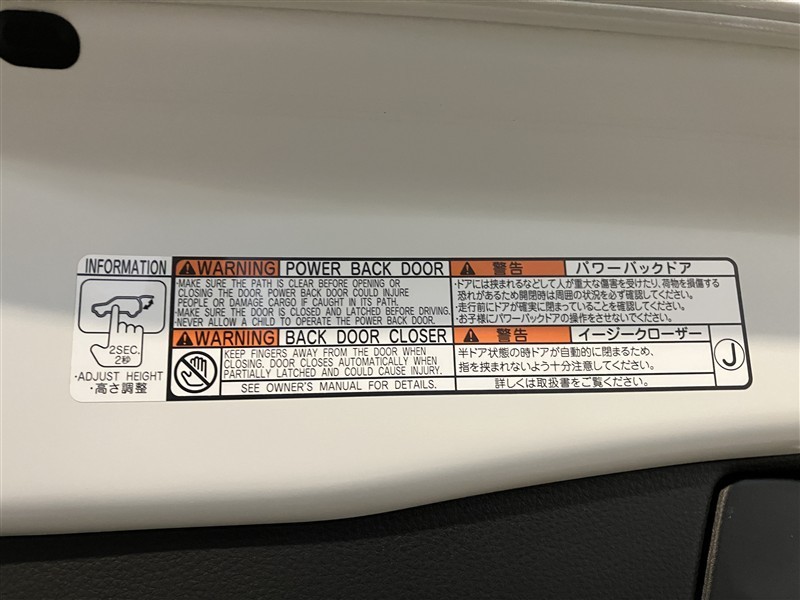 INFORMATION
2SEC.
2秒
·ADJUST HEIGHT
·高さ調整
WARNING POWER BACK DOOR
·MAKE SURE THE PATH IS CLEAR BEFORE OPENING OR
CLOSING THE DOOR. POWER BACK DOOR COULD INJURE
PEOPLE OR DAMAGE CARGO IF CAUGHT IN ITS PATH.
·MAKE SURE THE DOOR IS CLOSED AND LATCHED BEFORE DRIVING.
·NEVER ALLOW A CHILD TO OPERATE THE POWER BACK DOOR.
警告 パワーバックドア
·ドアには挟まれるなどして人が重大な傷害を受けたり、荷物を損傷する
恐れがあるため開閉時は周囲の状況を必ず確認してください。
·走行前にドアが確実に閉まっていることを確認してください。
·お子様にパワーバックドアの操作をさせないでください。
WARNING BACK DOOR CLOSER
KEEP FINGERS AWAY FROM THE DOOR WHEN
CLOSING. DOOR CLOSES AUTOMATICALLY WHEN
PARTIALLY LATCHED AND COULD CAUSE INJURY.
SEE OWNER'S MANUAL FOR DETAILS.
警告 イージークローザー
半ドア状態の時ドアが自動的に閉まるため、
指を挟まれないよう十分注意してください。
詳しくは取扱書をご覧ください。
J